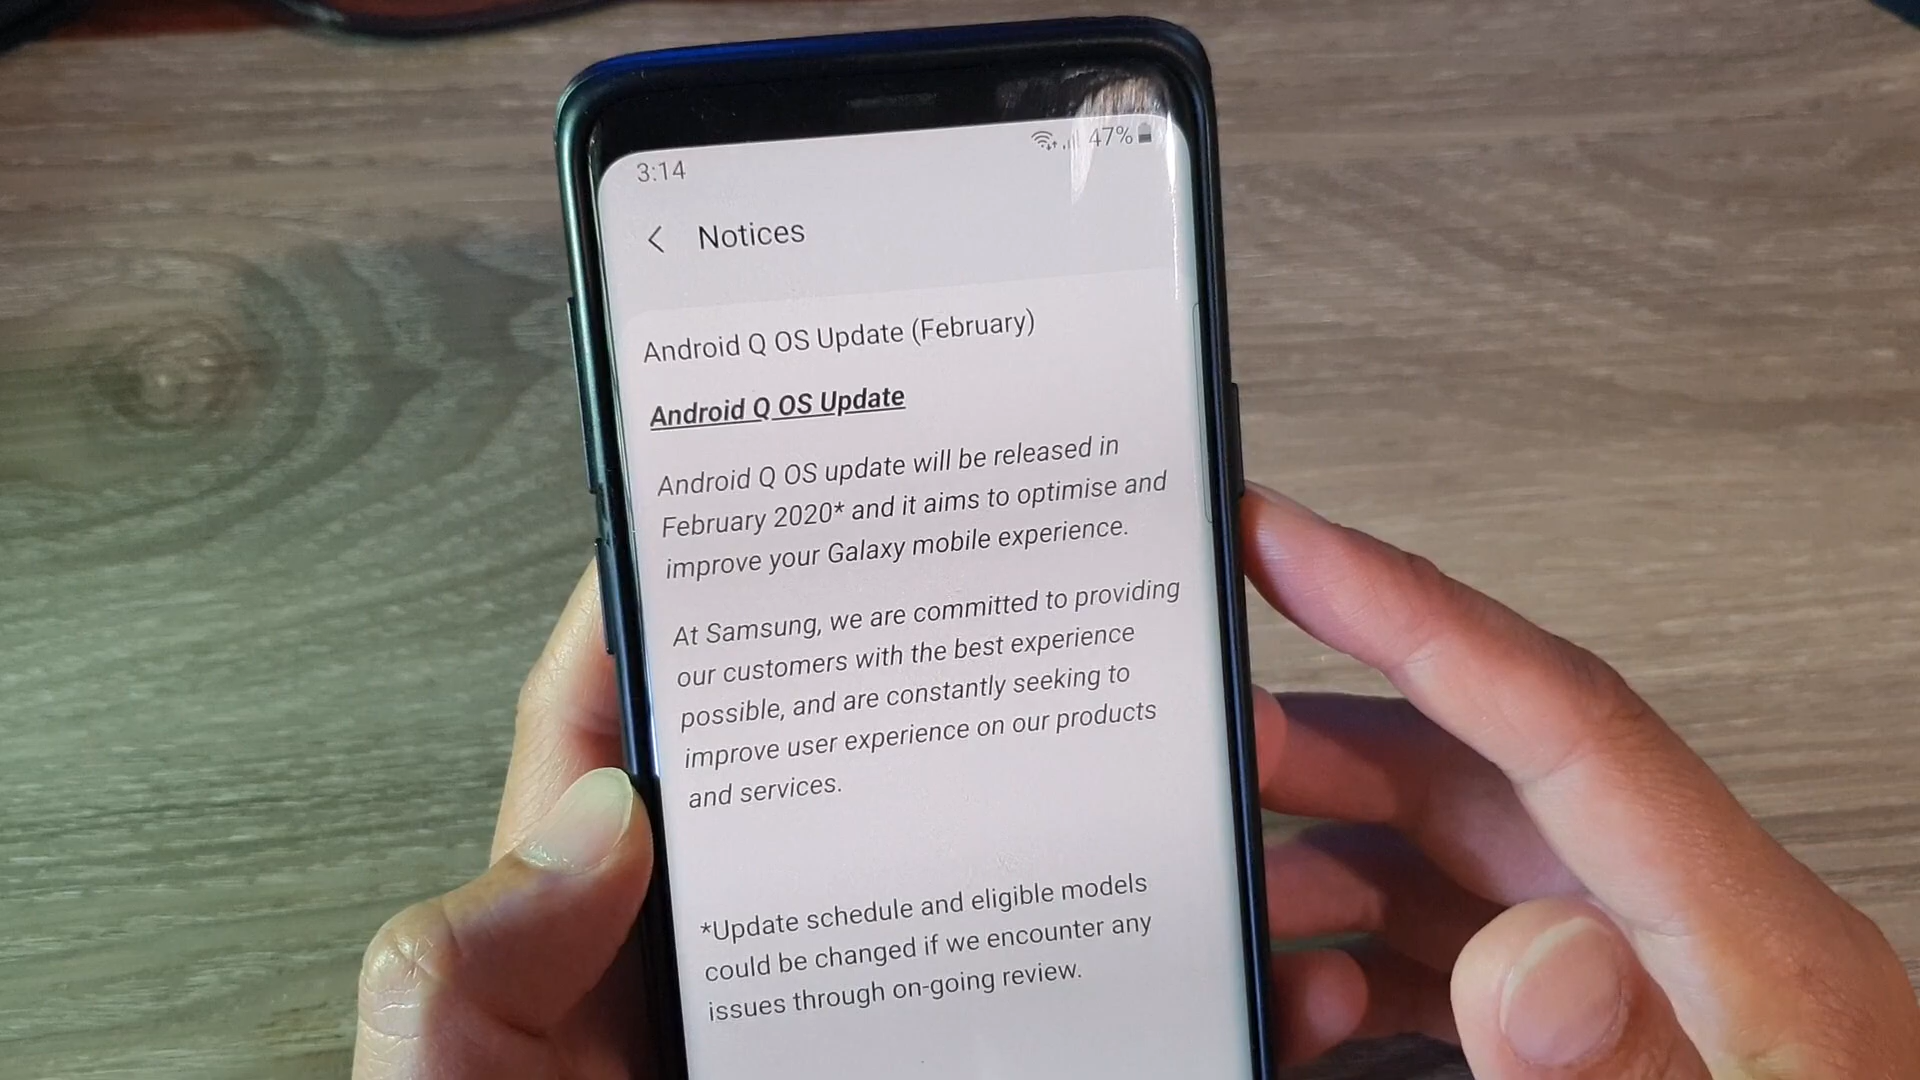 3:14 47%
Notices
Android Q OS Update (February)
Android Q OS Update
Android Q OS update will be released in
February 2020* and it aims to optimise and
improve your Galaxy mobile experience.
At Samsung, we are committed to providing
our customers with the best experience
possible, and are constantly seeking to
improve user experience on our products
and services.
*Update schedule and eligible models
could be changed if we encounter any
issues through on-going review.